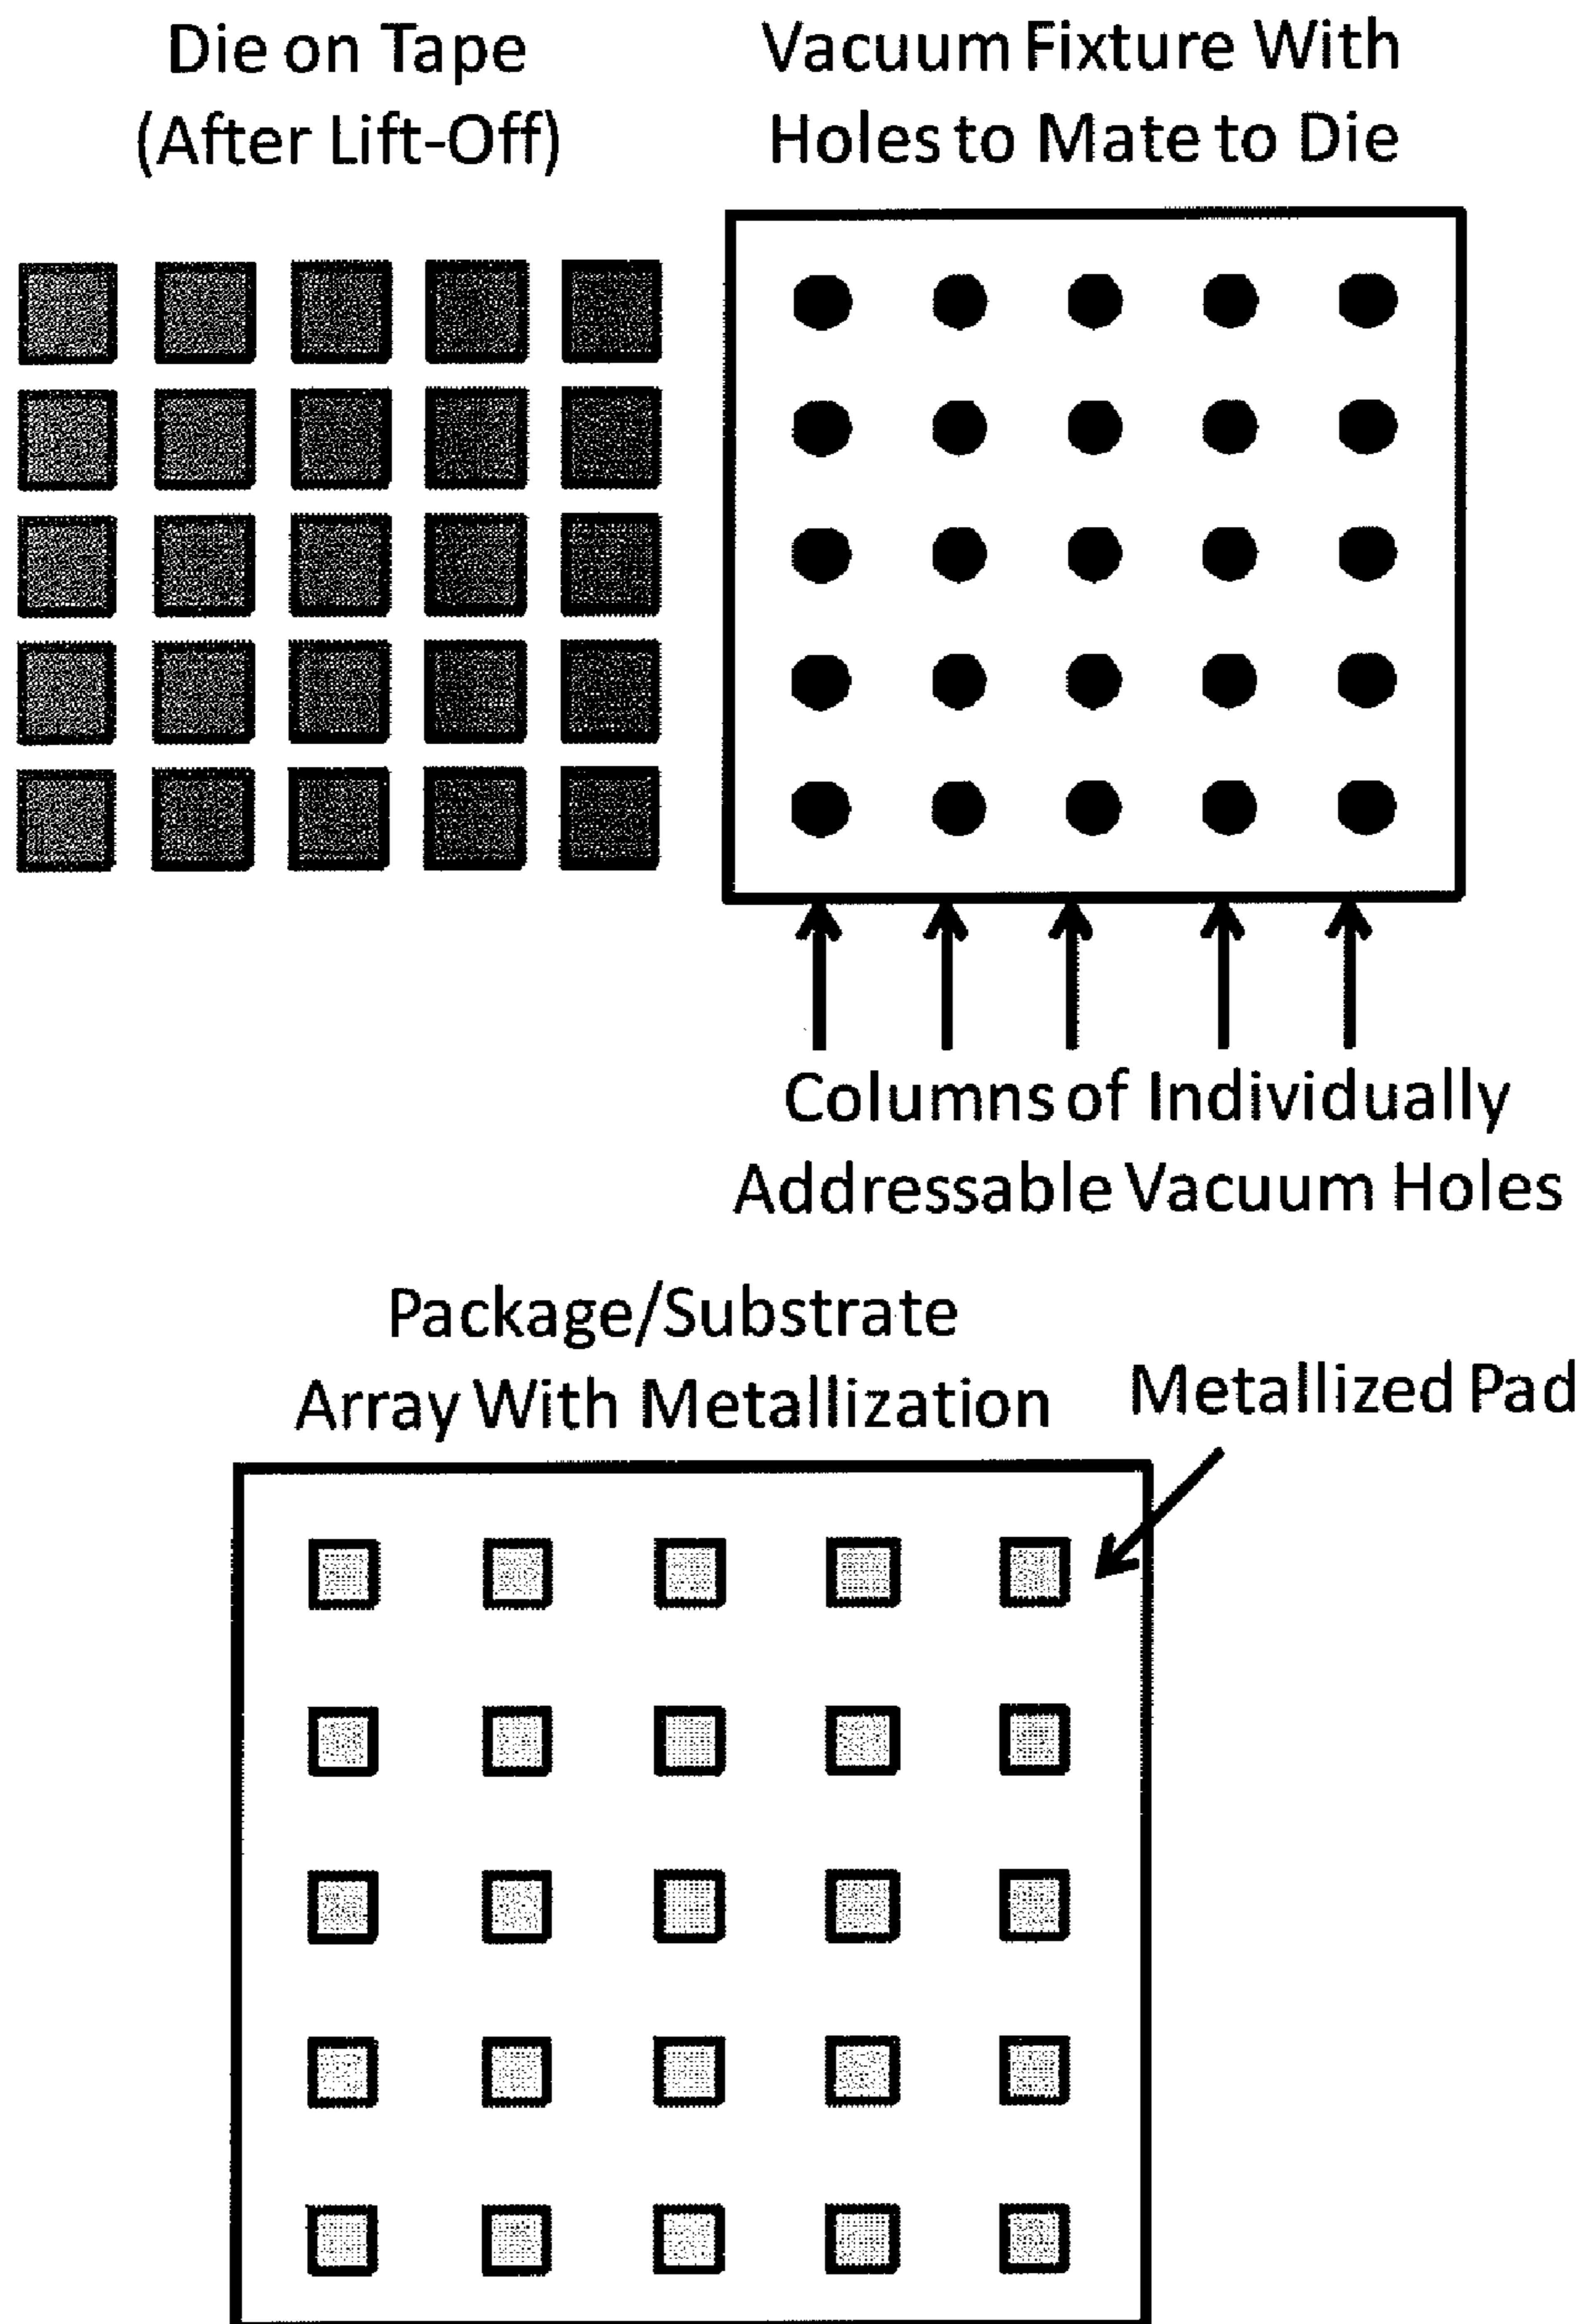 Die on Tape
(After Lift-Off)
Vacuum Fixture With
Holes to Mate to Die
Columns of Individually
Addressable Vacuum Holes
Package/Substrate
Array With Metallization
Metallized Pad